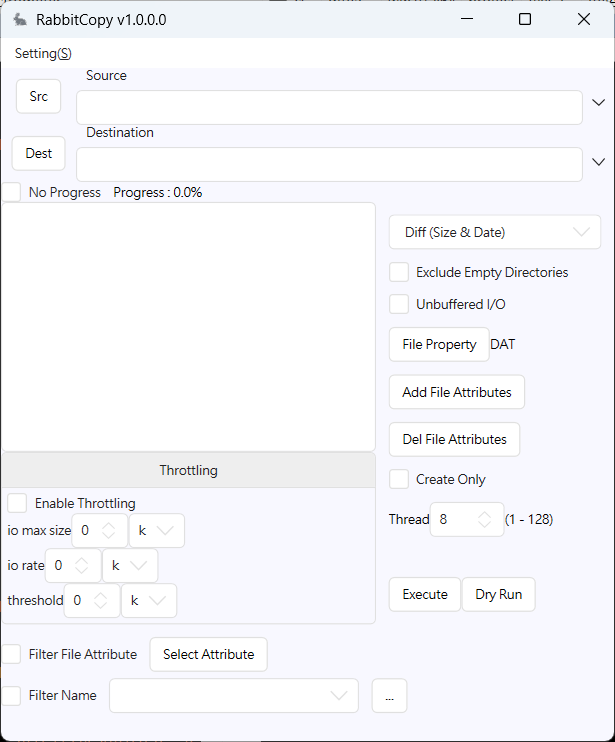 RabbitCopy v1.0.0.0
Setting(S)
Source
Src
Destination
Dest
No Progress Progress : 0.0%
Diff (Size & Date)
Exclude Empty Directories
Unbuffered I/O
File Property DAT
Add File Attributes
Del File Attributes
Create Only
Thread 8 (1 - 128)
Throttling
Enable Throttling
io max size 0 k
io rate 0 k
threshold 0 k
Execute Dry Run
Filter File Attribute Select Attribute
Filter Name ...